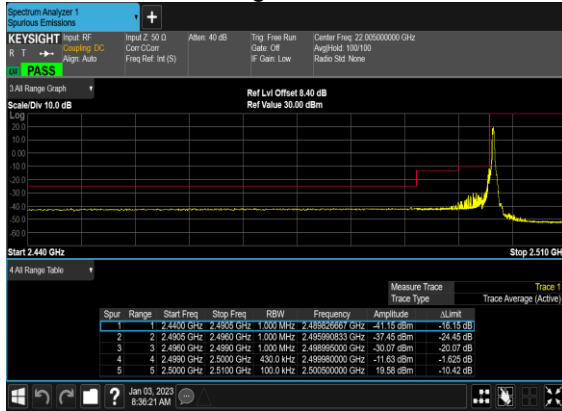 Spectrum Analyzer 1
Spurious Emissions
+
KEYSIGHT Input: RF
R T Coupling: DC
Align: Auto
Input Z: 50 Ω
Corr CCorr
Freq Ref: Int (S)
Atten: 40 dB
Trig: Free Run
Gate: Off
IF Gain: Low
Center Freq: 22.005000000 GHz
Avg|Hold: 100/100
Radio Std: None
PASS
3 All Range Graph
Scale/Div 10.0 dB
Ref Lvl Offset 8.40 dB
Ref Value 30.00 dBm
Log
20.0
10.0
0.00
-10.0
-20.0
-30.0
-40.0
-50.0
-60.0
Start 2.440 GHz
Stop 2.510 GH
4 All Range Table
Measure Trace Trace 1
Trace Type Trace Average (Active)
Spur Range Start Freq Stop Freq RBW Frequency Amplitude ΔLimit
1 1 2.4400 GHz 2.4905 GHz 1.000 MHz 2.489826667 GHz -41.15 dBm -16.15 dB
2 2 2.4905 GHz 2.4960 GHz 1.000 MHz 2.495990833 GHz -37.45 dBm -24.45 dB
3 3 2.4960 GHz 2.4990 GHz 1.000 MHz 2.498995000 GHz -30.07 dBm -20.07 dB
4 4 2.4990 GHz 2.5000 GHz 430.0 kHz 2.499980000 GHz -11.63 dBm -1.625 dB
5 5 2.5000 GHz 2.5100 GHz 100.0 kHz 2.500500000 GHz 19.58 dBm -10.42 dB
?
Jan 03, 2023
8:36:21 AM